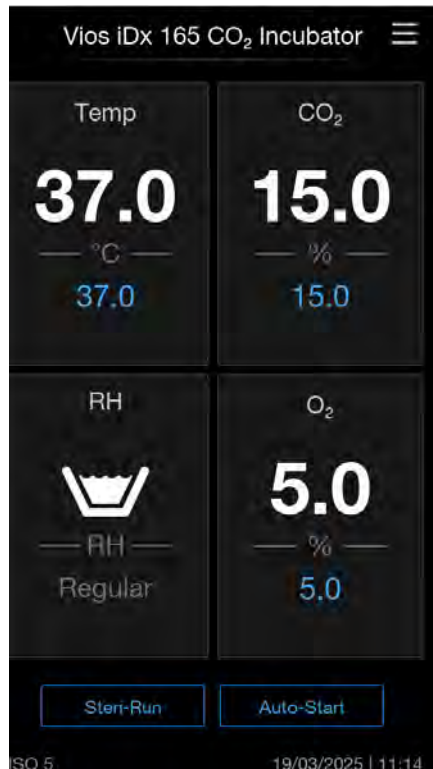 Vios iDx 165 CO₂ Incubator
Temp
37.0
°C
37.0
CO₂
15.0
%
15.0
RH
RH
Regular
O₂
5.0
%
5.0
Steri-Run
Auto-Start
ISO 5
19/03/2025 | 11:14